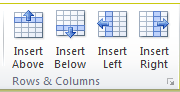 Insert Insert Insert Insert
Above Below Left Right
Rows & Columns